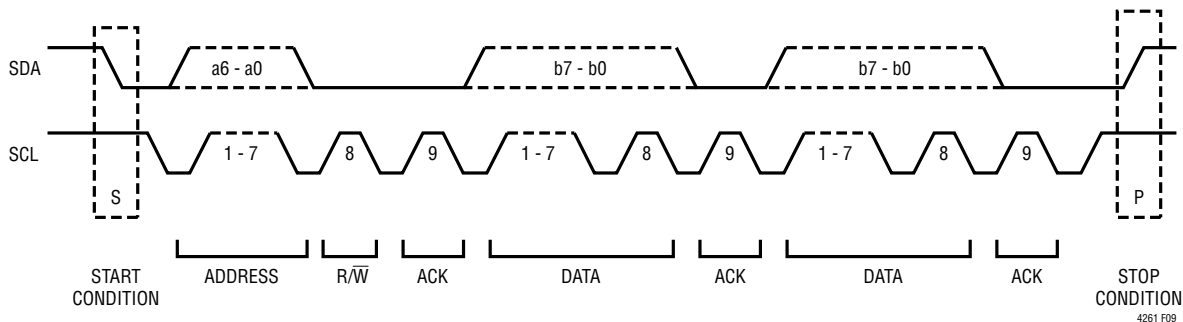 SDA
a6 - a0
b7 - b0
b7 - b0
SCL
1 - 7
8
9
1 - 7
8
9
1 - 7
8
9
S
P
START
CONDITION
ADDRESS
R/W̅
ACK
DATA
ACK
DATA
ACK
STOP
CONDITION
4261 F09